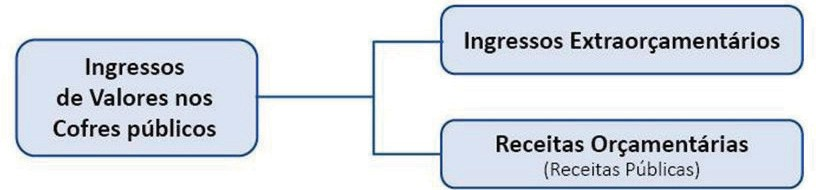 Ingressos
de Valores nos
Cofres públicos
Ingressos Extraorçamentários
Receitas Orçamentárias
(Receitas Públicas)